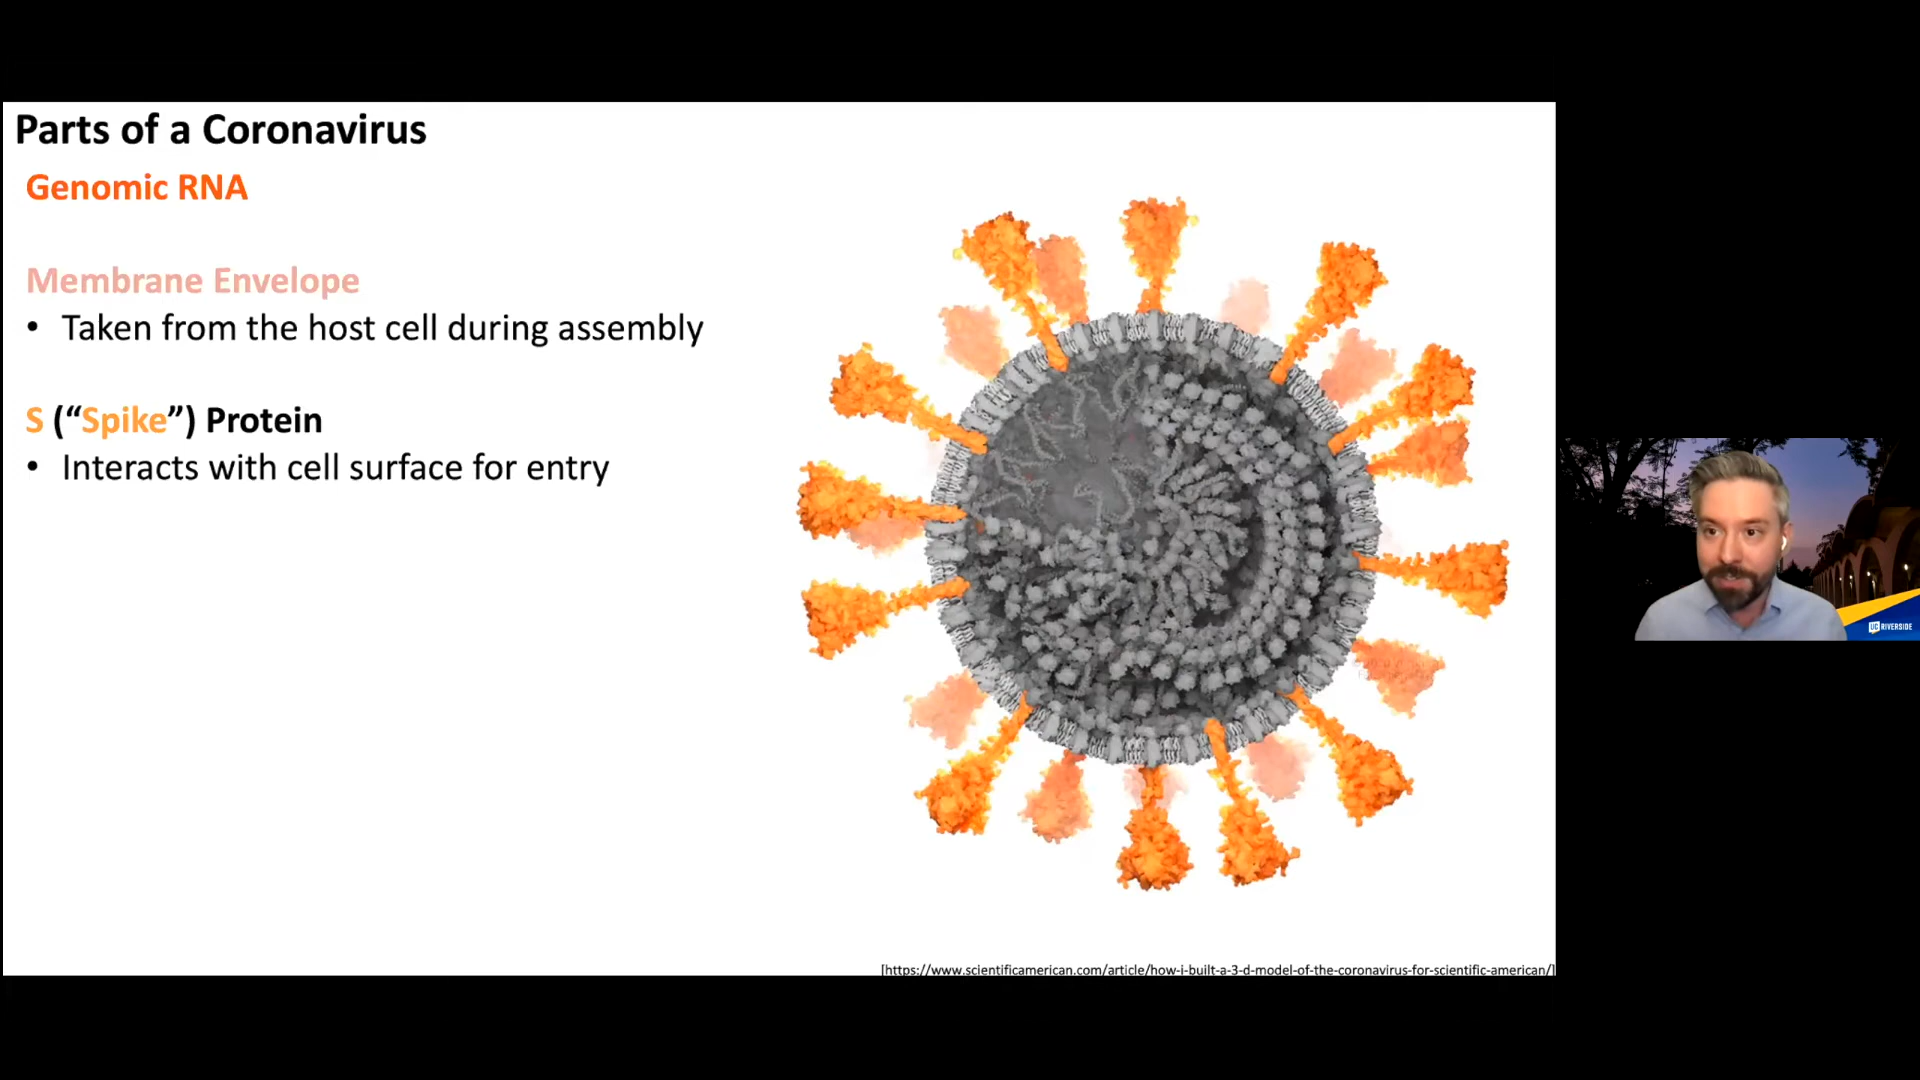 Parts of a Coronavirus
Genomic RNA
Membrane Envelope
• Taken from the host cell during assembly
S (“Spike”) Protein
• Interacts with cell surface for entry
[https://www.scientificamerican.com/article/how-i-built-a-3-d-model-of-the-coronavirus-for-scientific-american/]
UC RIVERSIDE